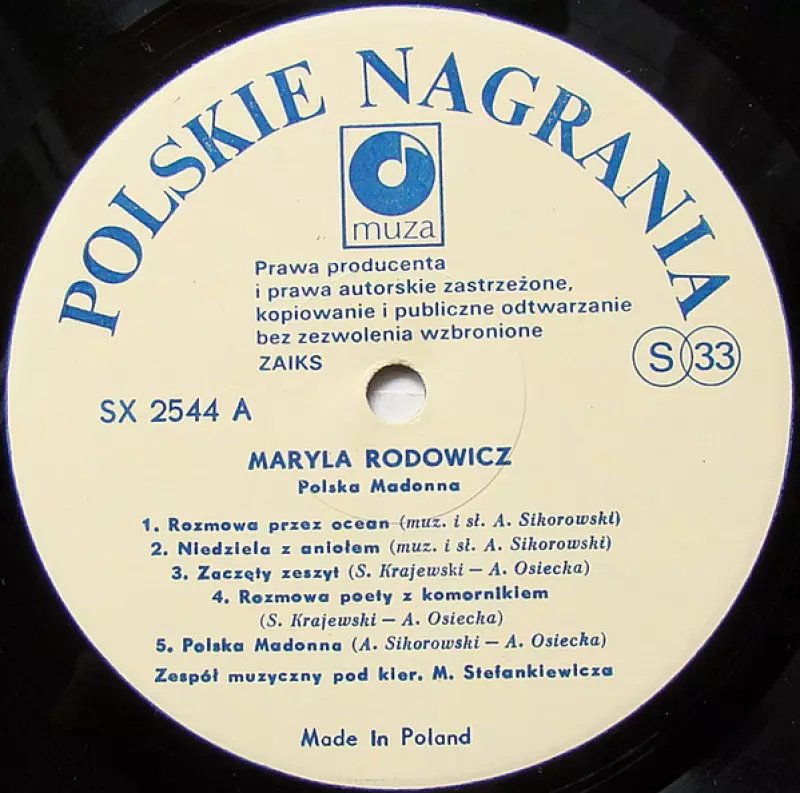 POLSKIE NAGRANIA
muza
Prawa producenta
i prawa autorskie zastrzeżone,
kopiowanie i publiczne odtwarzanie
bez zezwolenia wzbronione
ZAIKS
S 33
SX 2544 A
MARYLA RODOWICZ
Polska Madonna
1. Rozmowa przez ocean (muz. i sł. A. Sikorowski)
2. Niedziela z aniołem (muz. i sł. A. Sikorowski)
3. Zaczęty zeszyt (S. Krajewski — A. Osiecka)
4. Rozmowa poety z komornikiem
(S. Krajewski — A. Osiecka)
5. Polska Madonna (A. Sikorowski — A. Osiecka)
Zespół muzyczny pod kier. M. Stefankiewicza
Made In Poland